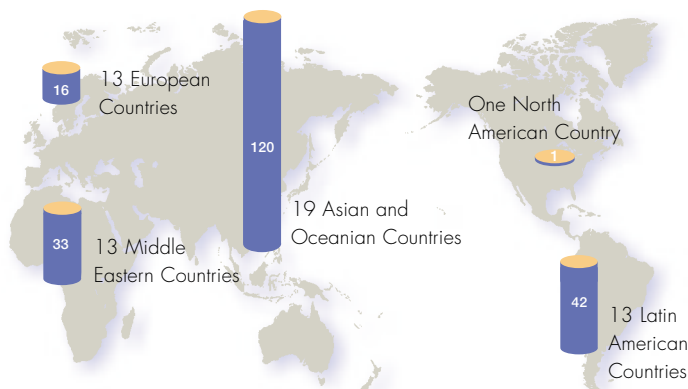 16
13 European
Countries
120
19 Asian and
Oceanian Countries
33
13 Middle
Eastern Countries
One North
American Country
1
42
13 Latin
American
Countries